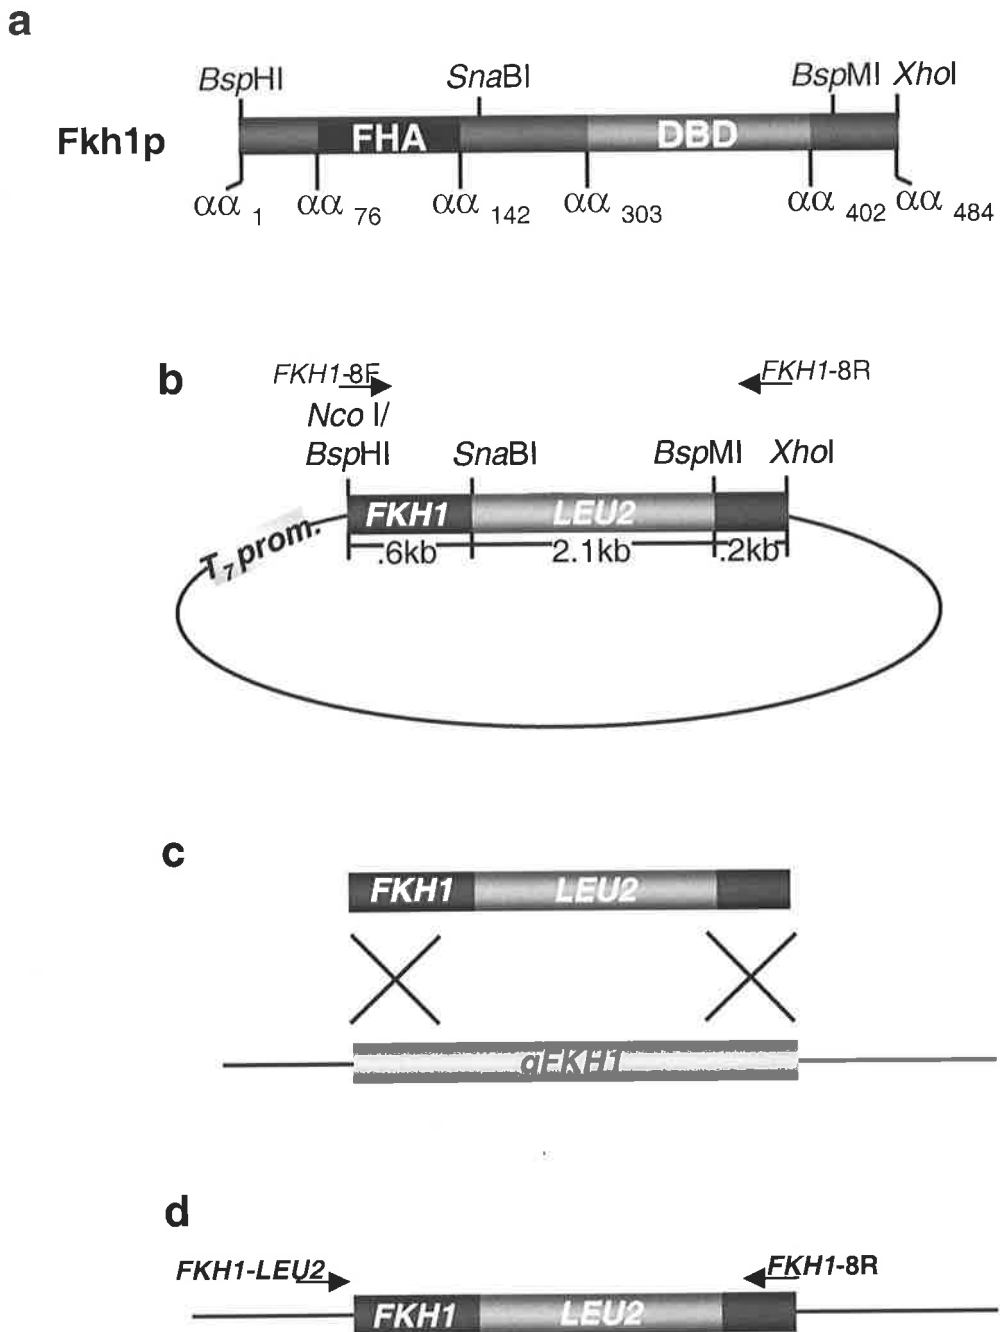 a
BspHI SnaBI BspMI XhoI
Fkh1p FHA DBD
αα 1 αα 76 αα 142 αα 303 αα 402 αα 484
b
FKH1-8F FKH1-8R
Nco I/
BspHI SnaBI BspMI XhoI
FKH1 LEU2
T7 prom. .6kb 2.1kb .2kb
c
FKH1 LEU2
gFKH1
d
FKH1-LEU2 FKH1-8R
FKH1 LEU2